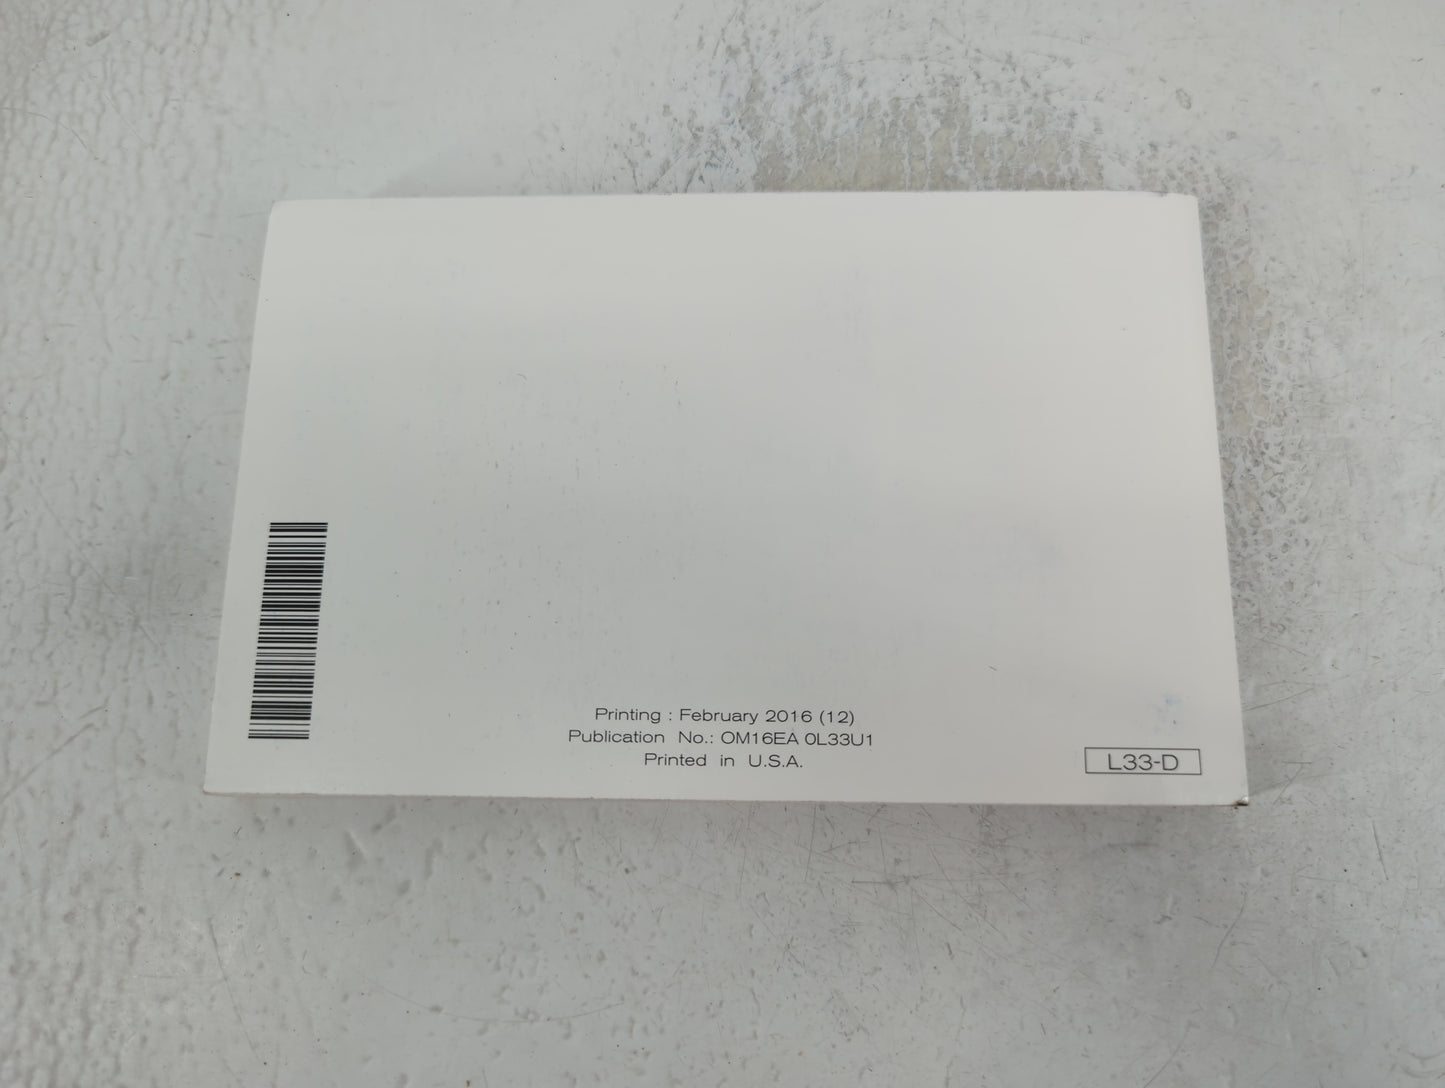 Printing : February 2016 (12)
Publication No.: OM16EA 0L33U1
Printed in U.S.A.
L33-D